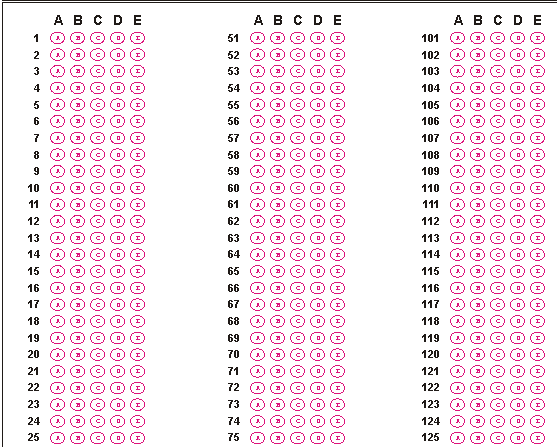 A B C D E A B C D E A B C D E
1 A B C D E 51 A B C D E 101 A B C D E
2 A B C D E 52 A B C D E 102 A B C D E
3 A B C D E 53 A B C D E 103 A B C D E
4 A B C D E 54 A B C D E 104 A B C D E
5 A B C D E 55 A B C D E 105 A B C D E
6 A B C D E 56 A B C D E 106 A B C D E
7 A B C D E 57 A B C D E 107 A B C D E
8 A B C D E 58 A B C D E 108 A B C D E
9 A B C D E 59 A B C D E 109 A B C D E
10 A B C D E 60 A B C D E 110 A B C D E
11 A B C D E 61 A B C D E 111 A B C D E
12 A B C D E 62 A B C D E 112 A B C D E
13 A B C D E 63 A B C D E 113 A B C D E
14 A B C D E 64 A B C D E 114 A B C D E
15 A B C D E 65 A B C D E 115 A B C D E
16 A B C D E 66 A B C D E 116 A B C D E
17 A B C D E 67 A B C D E 117 A B C D E
18 A B C D E 68 A B C D E 118 A B C D E
19 A B C D E 69 A B C D E 119 A B C D E
20 A B C D E 70 A B C D E 120 A B C D E
21 A B C D E 71 A B C D E 121 A B C D E
22 A B C D E 72 A B C D E 122 A B C D E
23 A B C D E 73 A B C D E 123 A B C D E
24 A B C D E 74 A B C D E 124 A B C D E
25 A B C D E 75 A B C D E 125 A B C D E